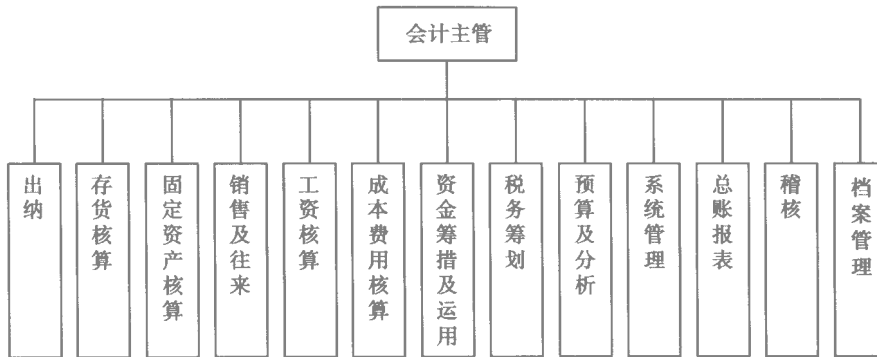 会计主管
出纳
存货核算
固定资产核算
销售及往来
工资核算
成本费用核算
资金筹措及运用
税务筹划
预算及分析
系统管理
总账报表
稽核
档案管理